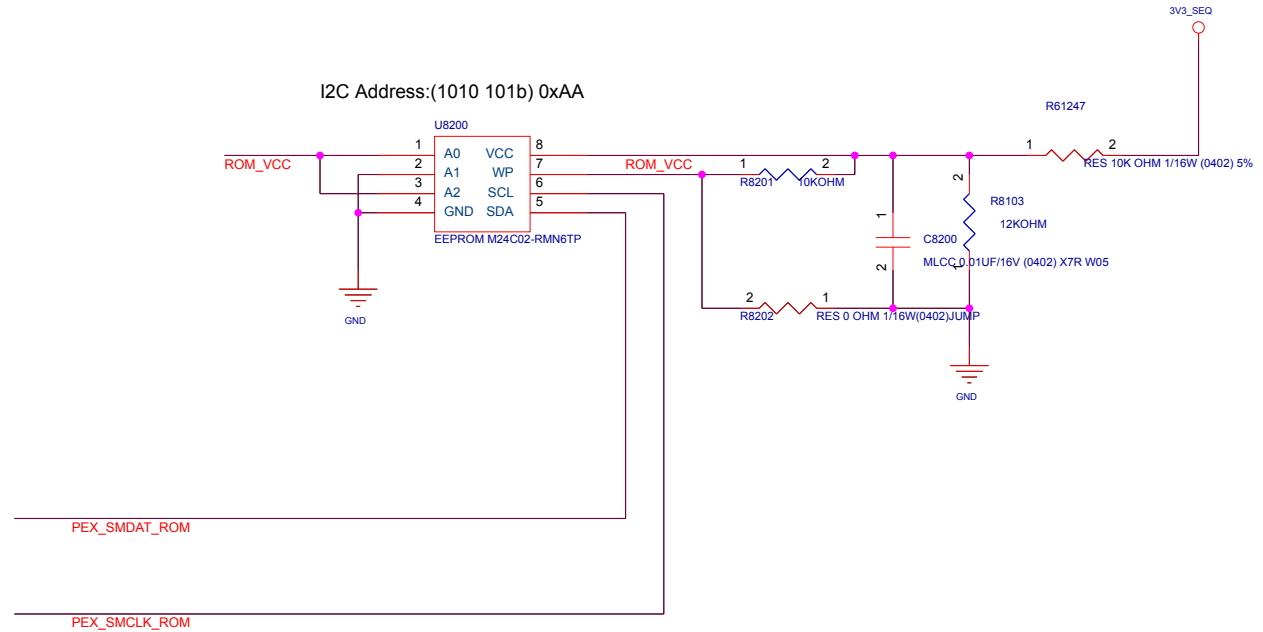 3V3_SEQ
I2C Address:(1010 101b) 0xAA
R61247
U8200
1 A0 VCC 8
2 A1 WP 7
3 A2 SCL 6
4 GND SDA 5
EEPROM M24C02-RMN6TP
ROM_VCC
ROM_VCC
1 2
R8201 10KOHM
1 2
RES 10K OHM 1/16W (0402) 5%
2
R8103
12KOHM
1
1
C8200
MLCC 0.01UF/16V (0402) X7R W05
2
2 1
R8202 RES 0 OHM 1/16W(0402)JUMP
GND
GND
PEX_SMDAT_ROM
PEX_SMCLK_ROM